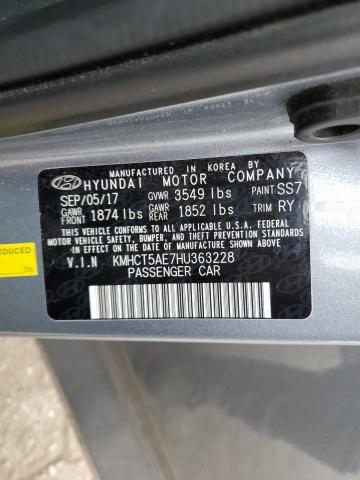 MANUFACTURED IN KOREA BY
HYUNDAI MOTOR COMPANY
SEP/05/17 GVWR 3549 lbs PAINT SS7
GAWR FRONT 1874 lbs GAWR REAR 1852 lbs TRIM RY
THIS VEHICLE CONFORMS TO ALL APPLICABLE U.S.
FEDERAL MOTOR VEHICLE SAFETY, BUMPER, AND THEFT
PREVENTION STANDARDS IN EFFECT ON THE DATE OF
MANUFACTURE SHOWN ABOVE.
V.I.N KMHCT5AE7HU363228
PASSENGER CAR
EDUCED
lbs